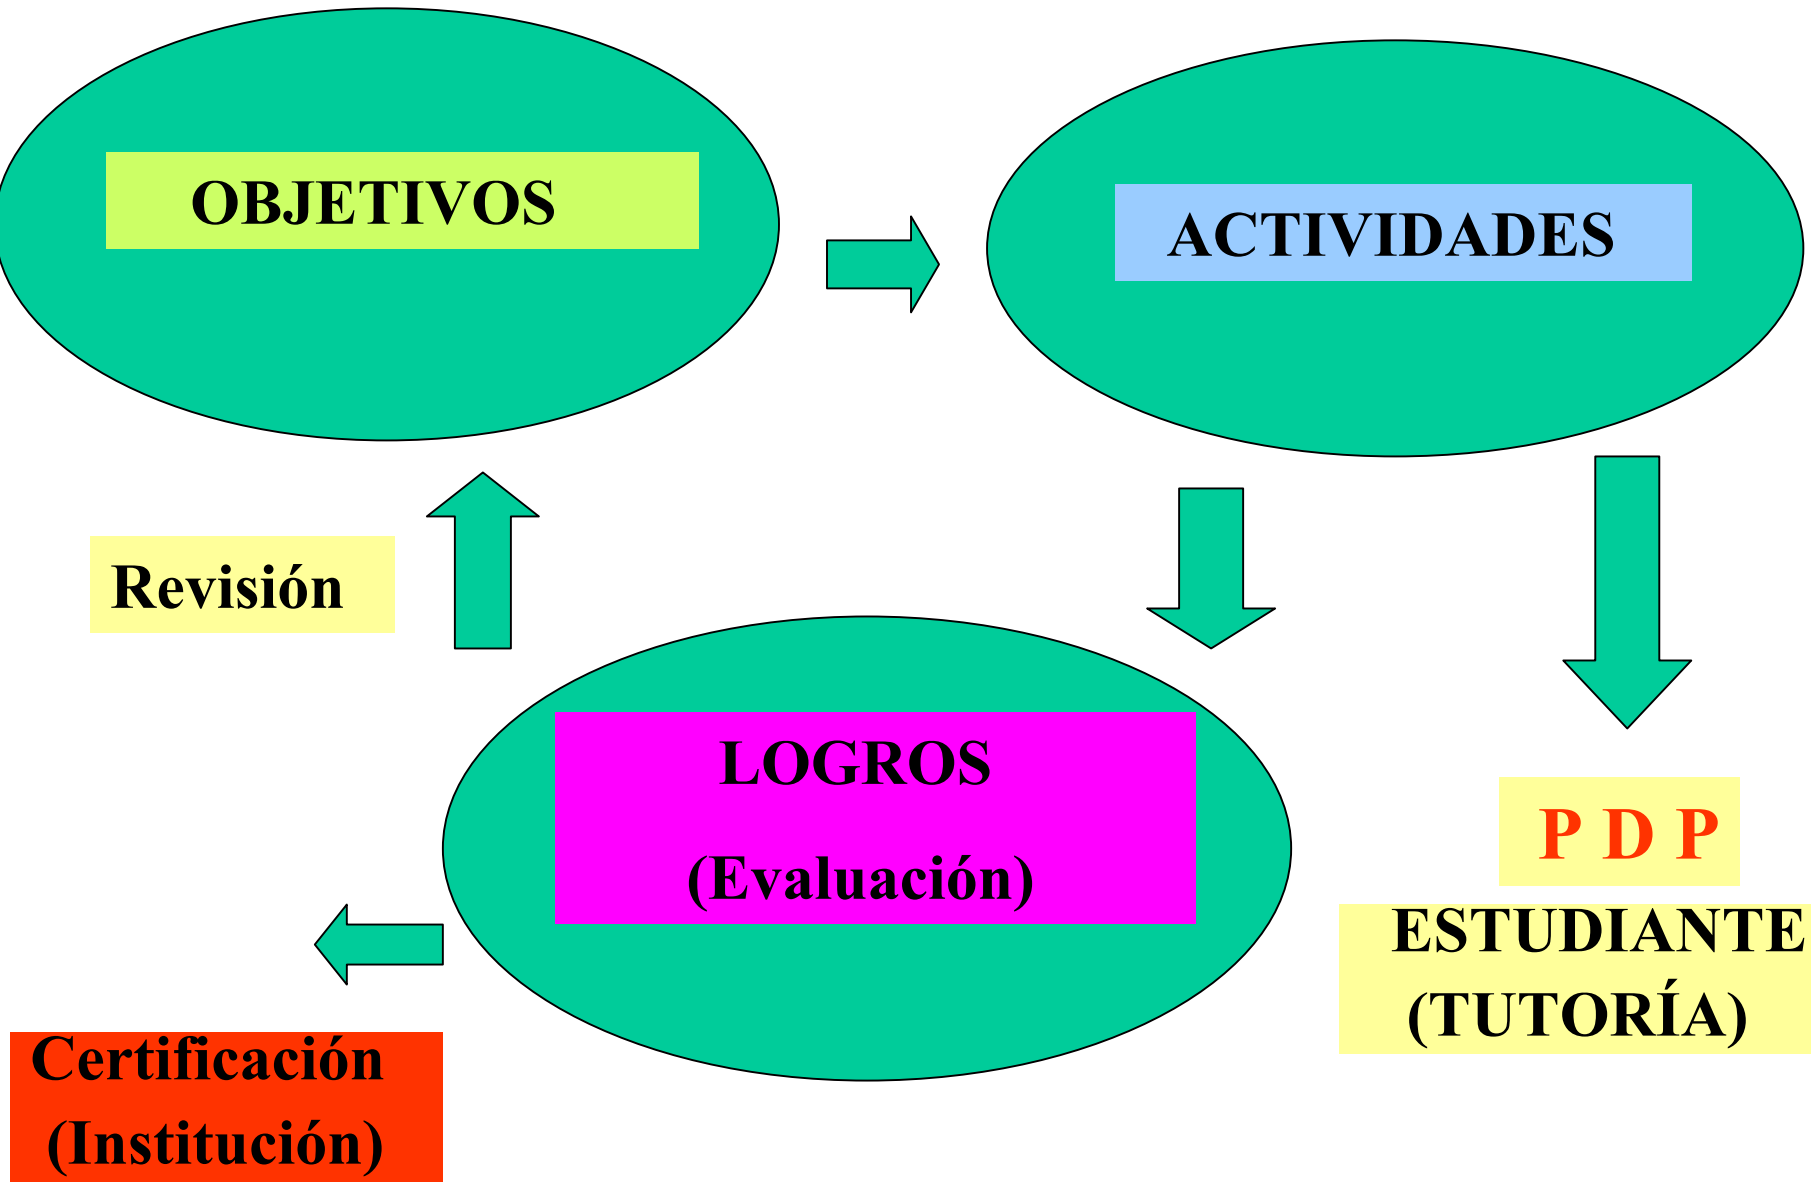 OBJETIVOS
ACTIVIDADES
Revisión
LOGROS
(Evaluación)
P D P
ESTUDIANTE
(TUTORÍA)
Certificación
(Institución)